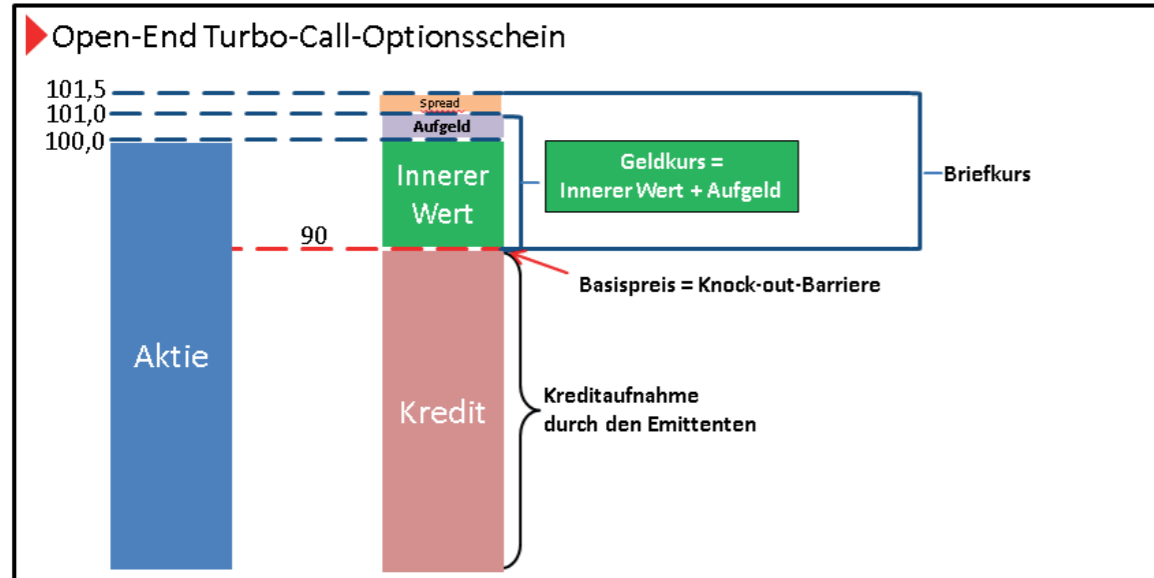 Open-End Turbo-Call-Optionsschein
101,5
101,0
100,0
Spread
Aufgeld
Innerer
Wert
Geldkurs =
Innerer Wert + Aufgeld
Briefkurs
90
Basispreis = Knock-out-Barriere
Aktie
Kredit
Kreditaufnahme
durch den Emittenten